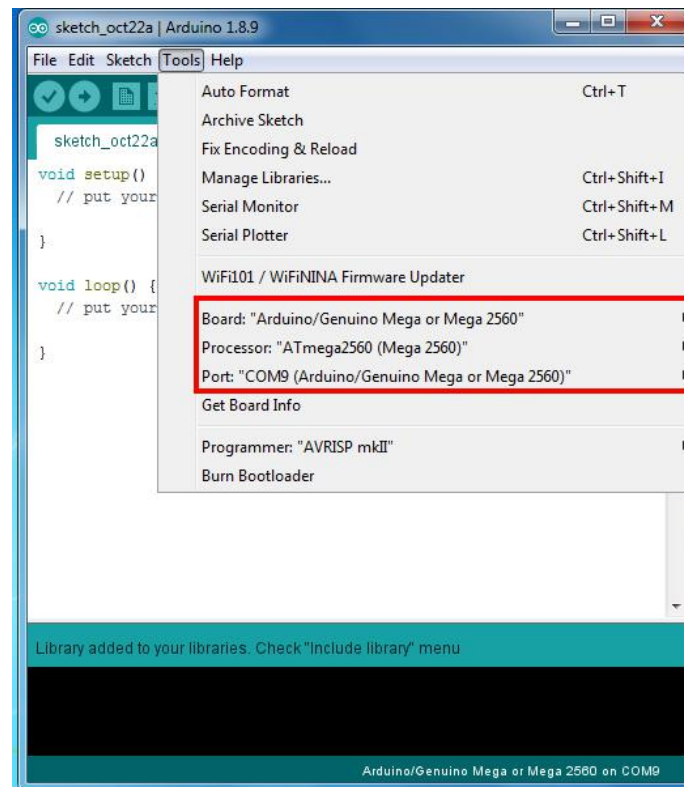 sketch_oct22a | Arduino 1.8.9
File Edit Sketch Tools Help
Auto Format Ctrl+T
sketch_oct22a Archive Sketch
Fix Encoding & Reload
void setup() Manage Libraries... Ctrl+Shift+I
// put your Serial Monitor Ctrl+Shift+M
} Serial Plotter Ctrl+Shift+L
WiFi101 / WiFiNINA Firmware Updater
void loop() {
// put your Board: "Arduino/Genuino Mega or Mega 2560"
} Processor: "ATmega2560 (Mega 2560)"
Port: "COM9 (Arduino/Genuino Mega or Mega 2560)"
Get Board Info
Programmer: "AVRISP mkII"
Burn Bootloader
Library added to your libraries. Check "Include library" menu
Arduino/Genuino Mega or Mega 2560 on COM9